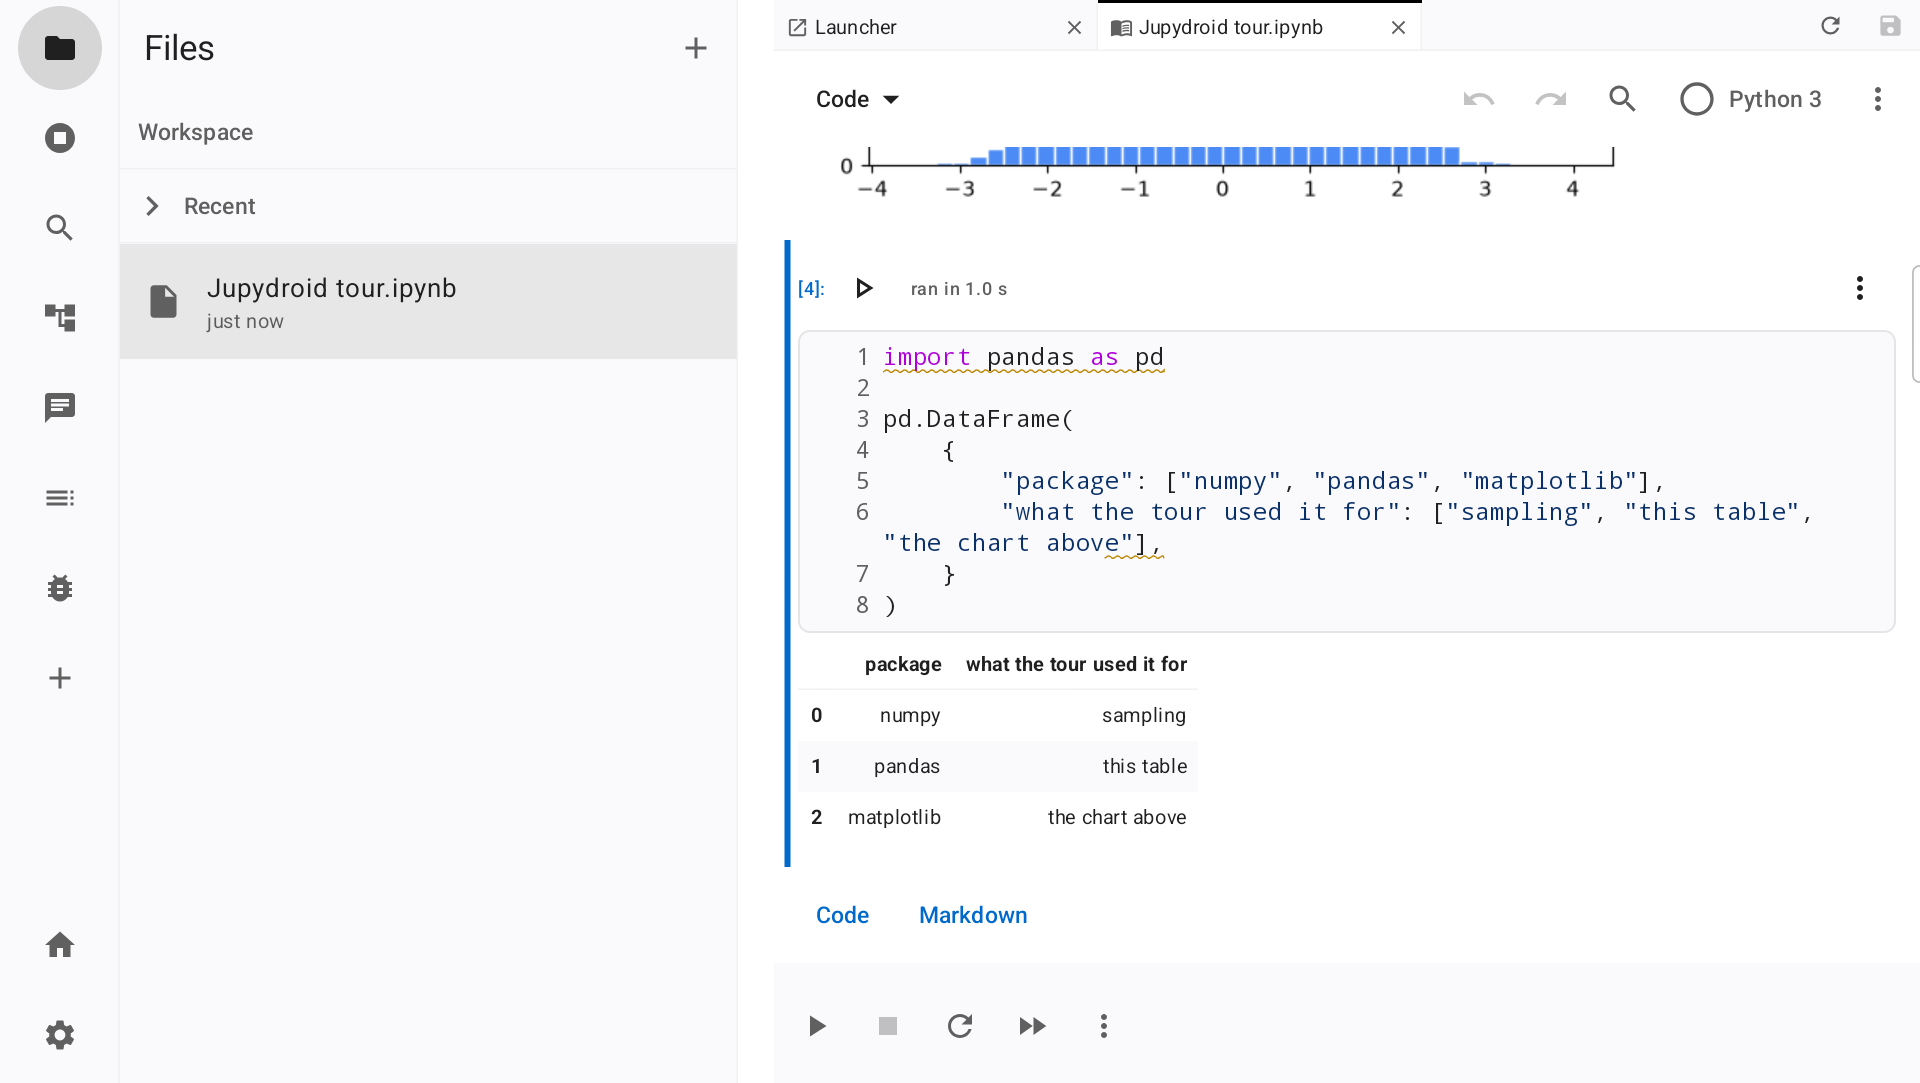 Files
Workspace
Recent
Jupydroid tour.ipynb
just now
Launcher
Jupydroid tour.ipynb
Code
Python 3
0
−4 −3 −2 −1 0 1 2 3 4
[4]:
ran in 1.0 s
1 import pandas as pd
2
3 pd.DataFrame(
4     {
5         "package": ["numpy", "pandas", "matplotlib"],
6         "what the tour used it for": ["sampling", "this table",
"the chart above"],
7     }
8 )
package what the tour used it for
0 numpy sampling
1 pandas this table
2 matplotlib the chart above
Code Markdown